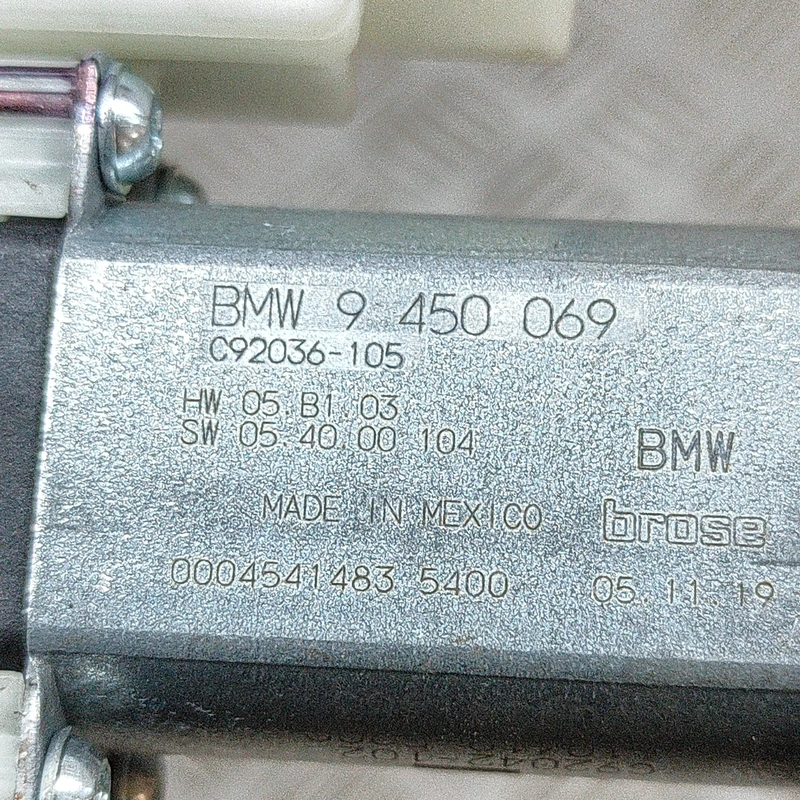 BMW 9 450 069
C92036-105
HW 05.B1.03
SW 05.40.00 104
BMW
MADE IN MEXICO
brose
0004541483 5400
05.11.19